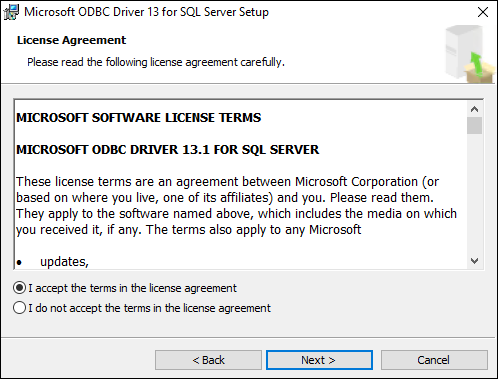 Microsoft ODBC Driver 13 for SQL Server Setup
License Agreement
Please read the following license agreement carefully.
MICROSOFT SOFTWARE LICENSE TERMS
MICROSOFT ODBC DRIVER 13.1 FOR SQL SERVER
These license terms are an agreement between Microsoft Corporation (or
based on where you live, one of its affiliates) and you. Please read them.
They apply to the software named above, which includes the media on which
you received it, if any. The terms also apply to any Microsoft
• updates,
I accept the terms in the license agreement
I do not accept the terms in the license agreement
< Back Next > Cancel